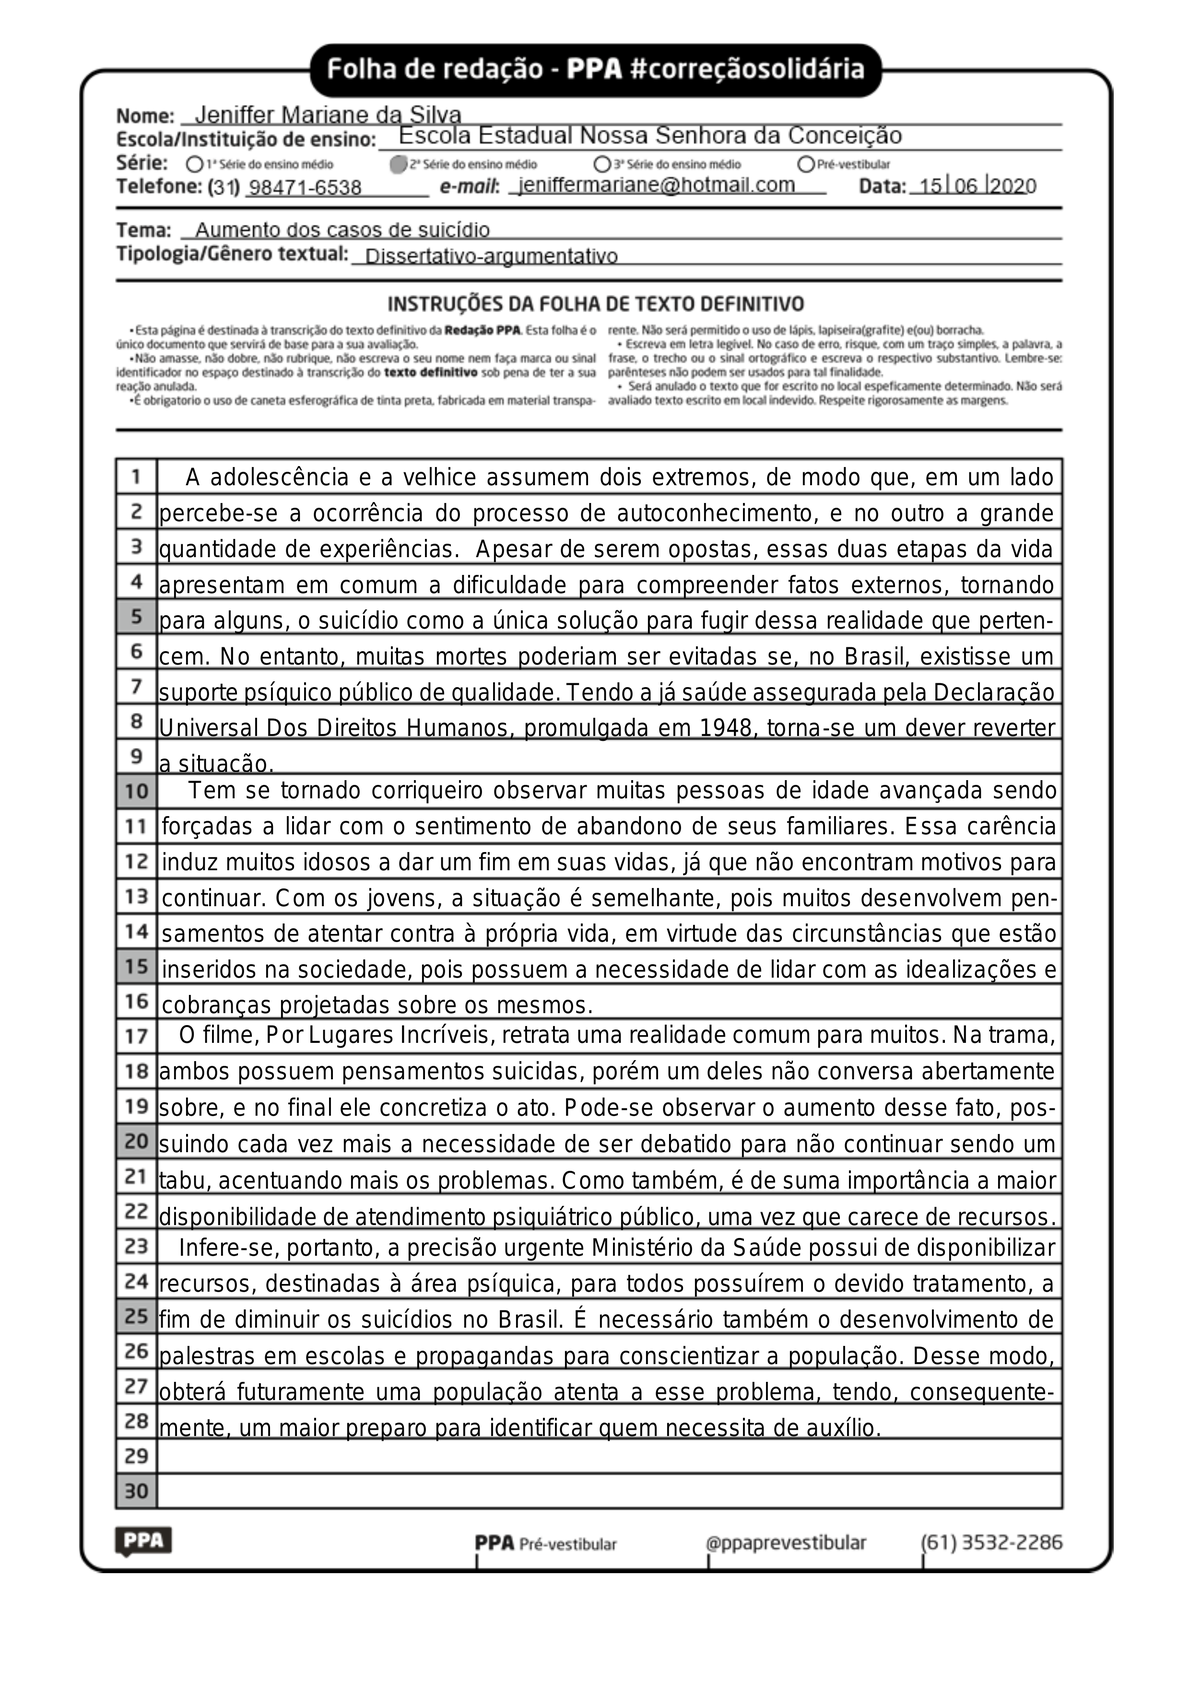 Folha de redação - PPA #correçãosolidária
Nome: Jeniffer Mariane da Silva
Escola/Instituição de ensino: Escola Estadual Nossa Senhora da Conceição
Série: 1ª Série do ensino médio 2ª Série do ensino médio 3ª Série do ensino médio Pré-vestibular
Telefone: (31) 98471-6538 e-mail: jeniffermariane@hotmail.com Data: 15|06|2020
Tema: Aumento dos casos de suicídio
Tipologia/Gênero textual: Dissertativo-argumentativo
INSTRUÇÕES DA FOLHA DE TEXTO DEFINITIVO
•Esta página é destinada à transcrição do texto definitivo da Redação PPA. Esta folha é o
único documento que servirá de base para a sua avaliação.
•Não amasse, não dobre, não rubrique, não escreva o seu nome nem faça marca ou sinal
identificador no espaço destinado à transcrição do texto definitivo sob pena de ter a sua
reação anulada.
•É obrigatorio o uso de caneta esferográfica de tinta preta, fabricada em material transpa-
rente. Não será permitido o uso de lápis, lapiseira(grafite) e(ou) borracha.
• Escreva em letra legível. No caso de erro, risque, com um traço simples, a palavra, a
frase, o trecho ou o sinal ortográfico e escreva o respectivo substantivo. Lembre-se:
parênteses não podem ser usados para tal finalidade.
• Será anulado o texto que for escrito no local espeficamente determinado. Não será
avaliado texto escrito em local indevido. Respeite rigorosamente as margens.
1 A adolescência e a velhice assumem dois extremos, de modo que, em um lado
2 percebe-se a ocorrência do processo de autoconhecimento, e no outro a grande
3 quantidade de experiências. Apesar de serem opostas, essas duas etapas da vida
4 apresentam em comum a dificuldade para compreender fatos externos, tornando
5 para alguns, o suicídio como a única solução para fugir dessa realidade que perten-
6 cem. No entanto, muitas mortes poderiam ser evitadas se, no Brasil, existisse um
7 suporte psíquico público de qualidade. Tendo a já saúde assegurada pela Declaração
8 Universal Dos Direitos Humanos, promulgada em 1948, torna-se um dever reverter
9 a situação.
10 Tem se tornado corriqueiro observar muitas pessoas de idade avançada sendo
11 forçadas a lidar com o sentimento de abandono de seus familiares. Essa carência
12 induz muitos idosos a dar um fim em suas vidas, já que não encontram motivos para
13 continuar. Com os jovens, a situação é semelhante, pois muitos desenvolvem pen-
14 samentos de atentar contra à própria vida, em virtude das circunstâncias que estão
15 inseridos na sociedade, pois possuem a necessidade de lidar com as idealizações e
16 cobranças projetadas sobre os mesmos.
17 O filme, Por Lugares Incríveis, retrata uma realidade comum para muitos. Na trama,
18 ambos possuem pensamentos suicidas, porém um deles não conversa abertamente
19 sobre, e no final ele concretiza o ato. Pode-se observar o aumento desse fato, pos-
20 suindo cada vez mais a necessidade de ser debatido para não continuar sendo um
21 tabu, acentuando mais os problemas. Como também, é de suma importância a maior
22 disponibilidade de atendimento psiquiátrico público, uma vez que carece de recursos.
23 Infere-se, portanto, a precisão urgente Ministério da Saúde possui de disponibilizar
24 recursos, destinadas à área psíquica, para todos possuírem o devido tratamento, a
25 fim de diminuir os suicídios no Brasil. É necessário também o desenvolvimento de
26 palestras em escolas e propagandas para conscientizar a população. Desse modo,
27 obterá futuramente uma população atenta a esse problema, tendo, consequente-
28 mente, um maior preparo para identificar quem necessita de auxílio.
29
30
PPA PPA Pré-vestibular @ppaprevestibular (61) 3532-2286